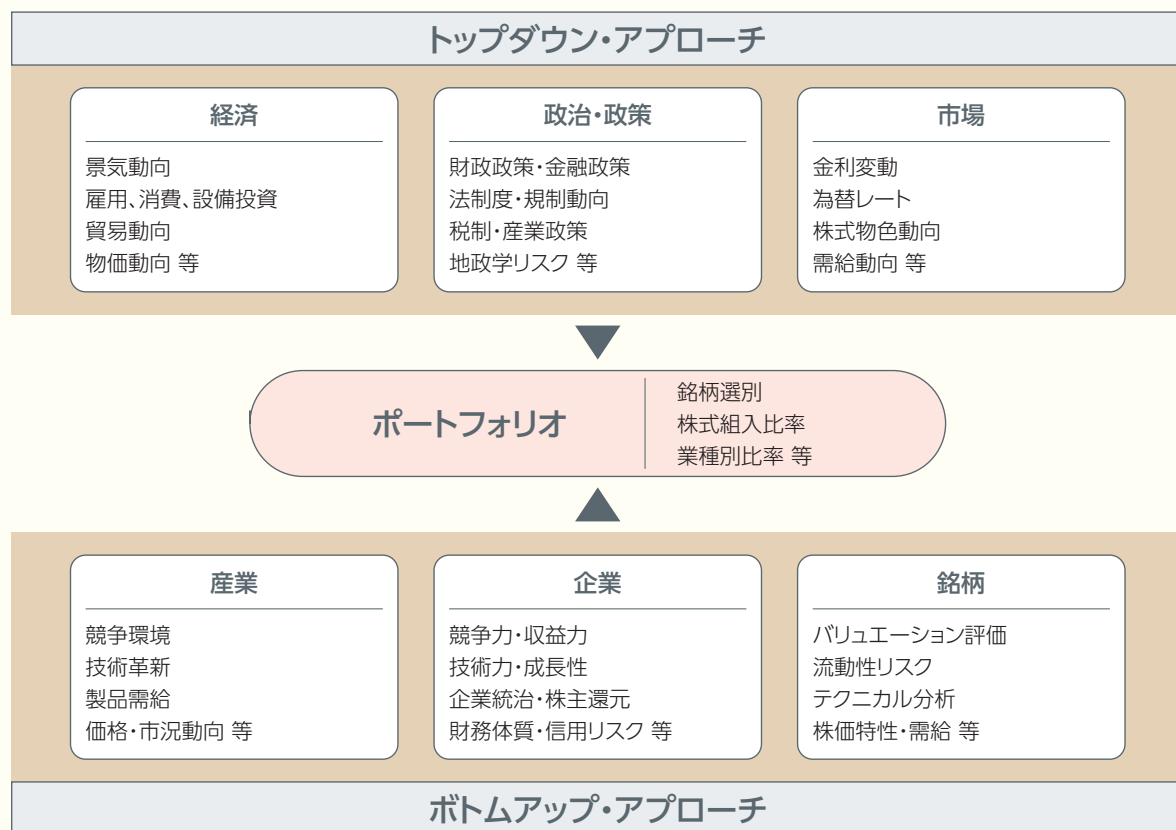 トップダウン・アプローチ
経済
景気動向
雇用、消費、設備投資
貿易動向
物価動向 等
政治・政策
財政政策・金融政策
法制度・規制動向
税制・産業政策
地政学リスク 等
市場
金利変動
為替レート
株式物色動向
需給動向 等
ポートフォリオ
銘柄選別
株式組入比率
業種別比率 等
産業
競争環境
技術革新
製品需給
価格・市況動向 等
企業
競争力・収益力
技術力・成長性
企業統治・株主還元
財務体質・信用リスク 等
銘柄
バリュエーション評価
流動性リスク
テクニカル分析
株価特性・需給 等
ボトムアップ・アプローチ